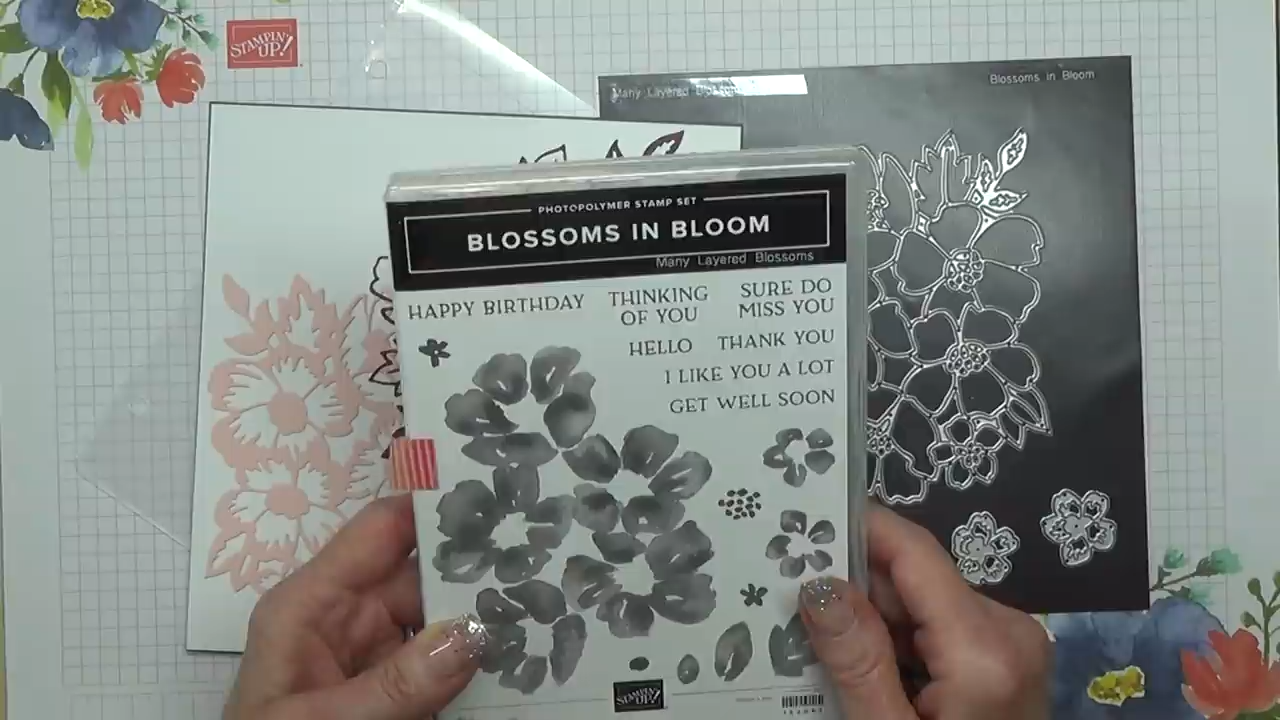 STAMPIN' UP!
Many Layered Blossoms
Blossoms in Bloom
PHOTOPOLYMER STAMP SET
BLOSSOMS IN BLOOM
Many Layered Blossoms
HAPPY BIRTHDAY
THINKING
OF YOU
SURE DO
MISS YOU
HELLO
THANK YOU
I LIKE YOU A LOT
GET WELL SOON
STAMPIN' UP!